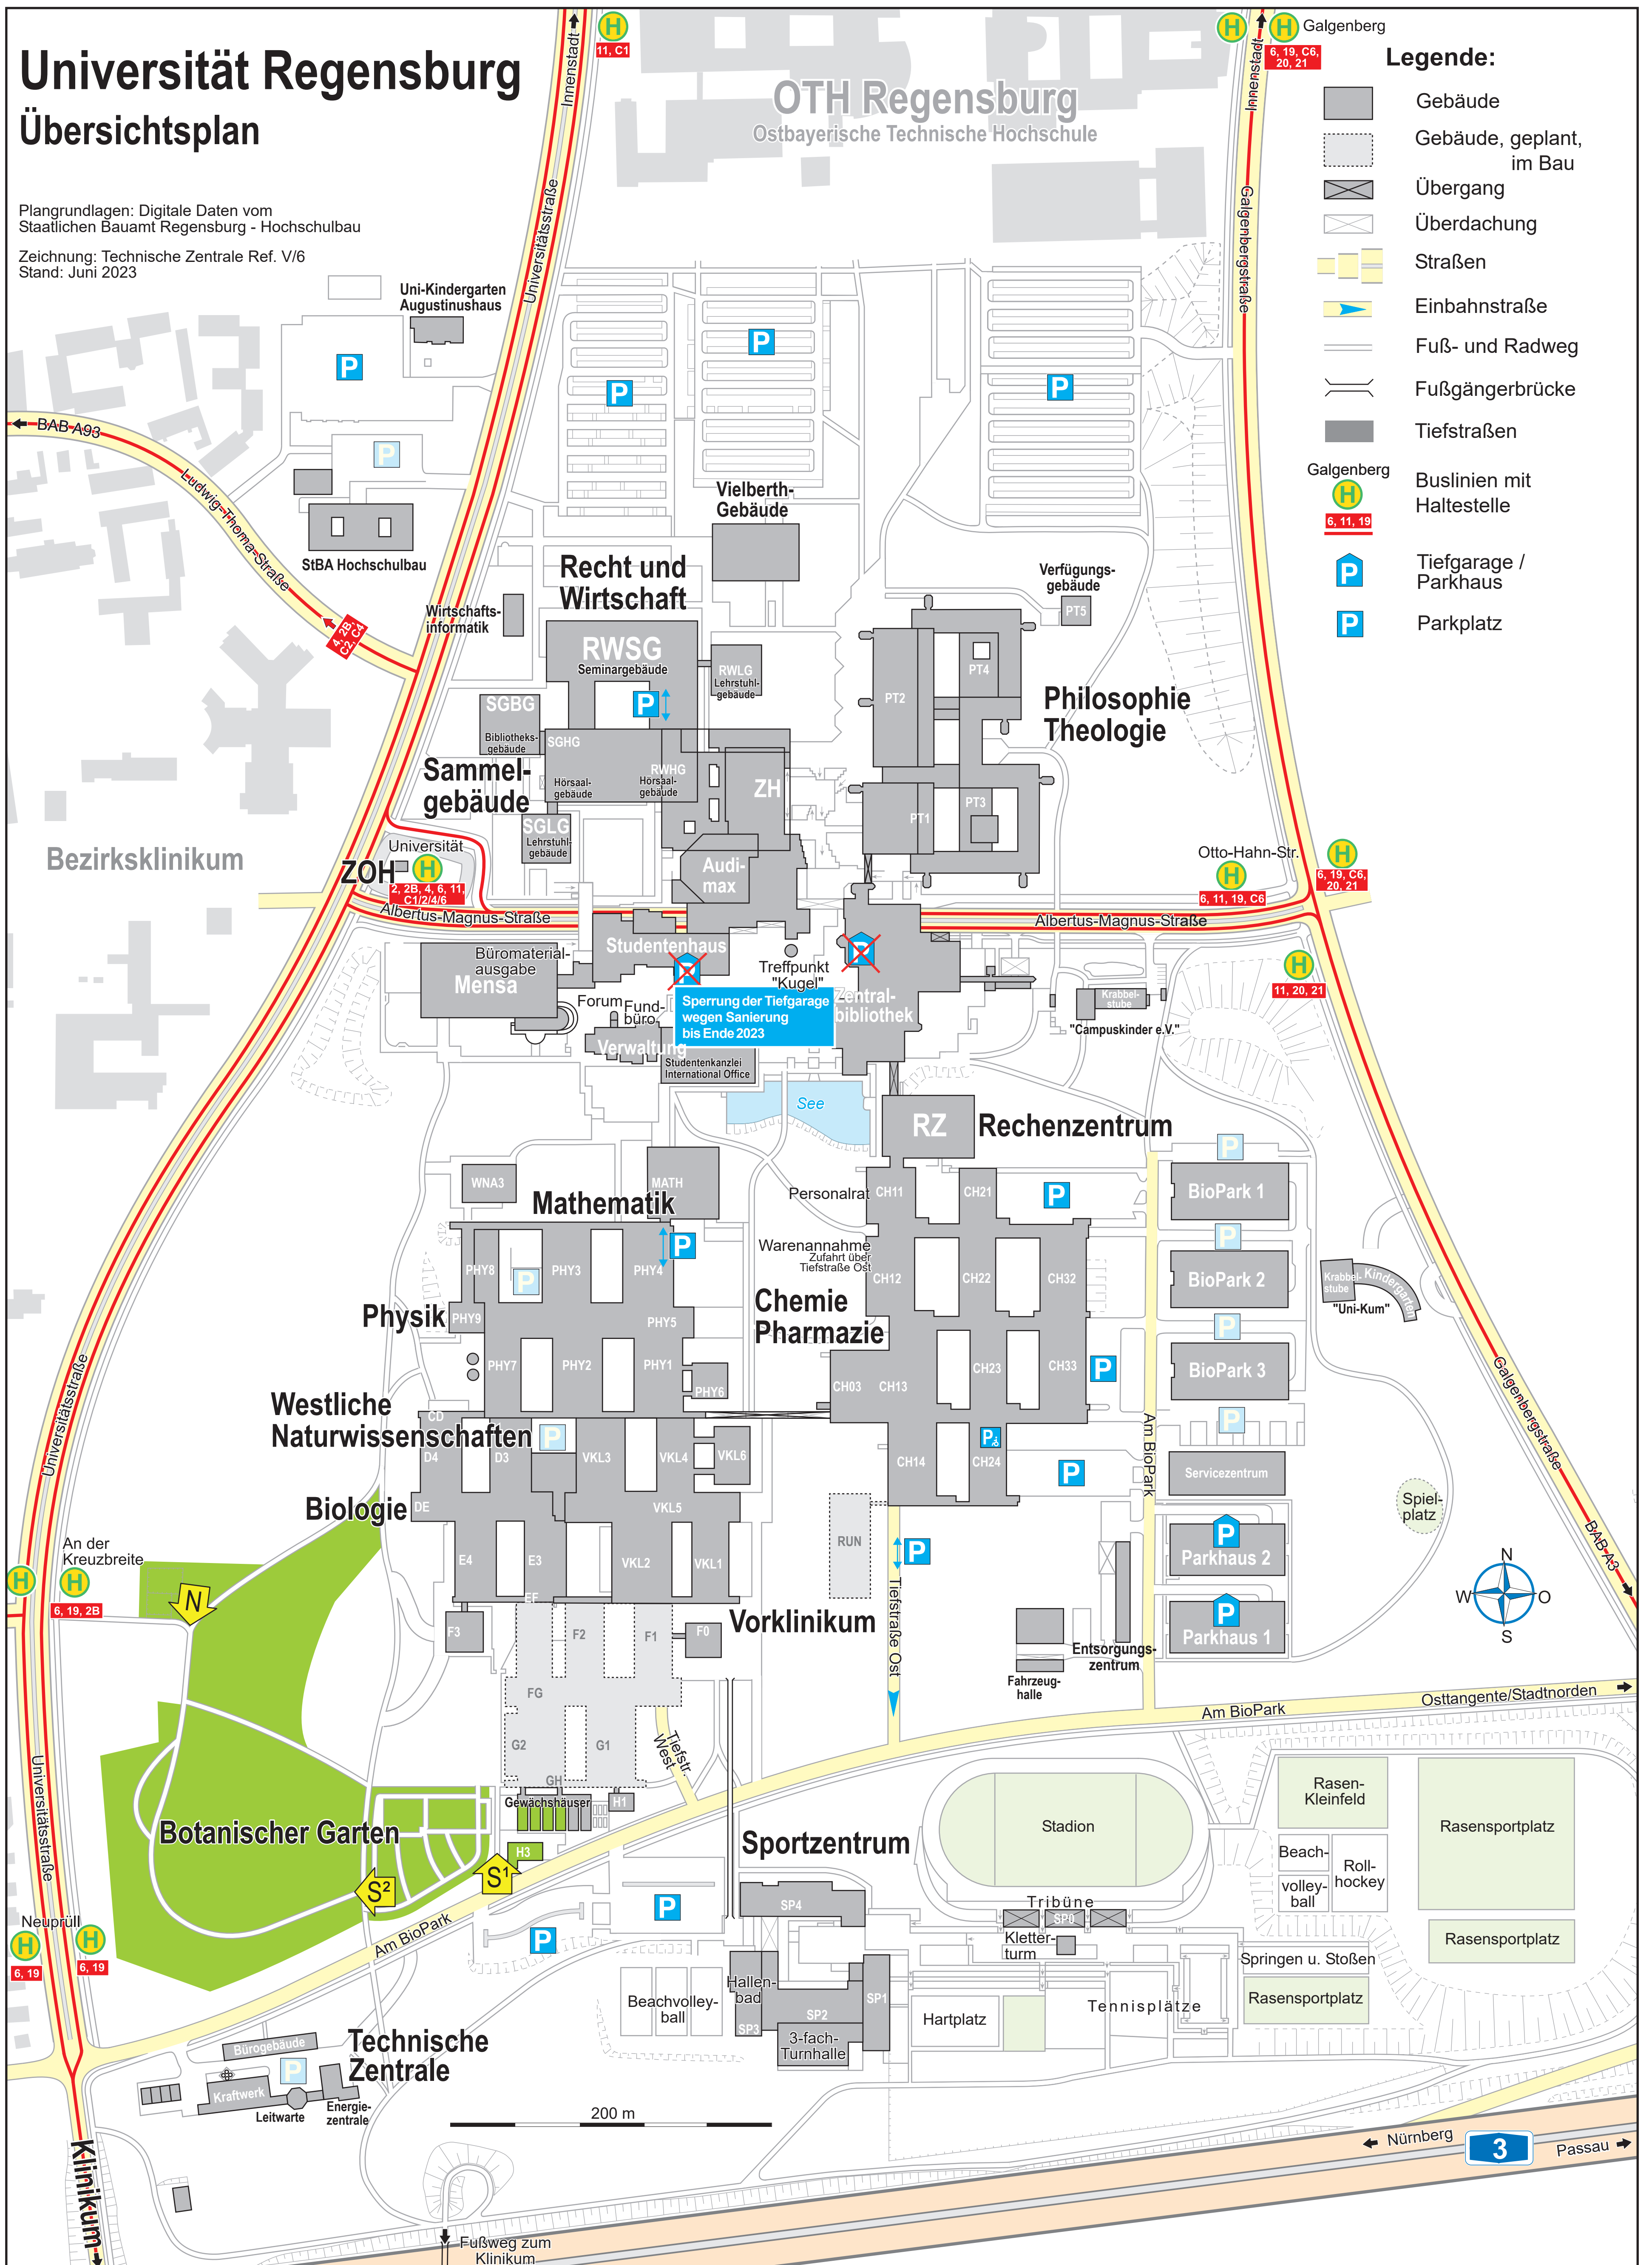 Universität Regensburg
Übersichtsplan
Plangrundlagen: Digitale Daten vom
Staatlichen Bauamt Regensburg - Hochschulbau
Zeichnung: Technische Zentrale Ref. V/6
Stand: Juni 2023
Innenstadt
H
11, C1
OTH Regensburg
Ostbayerische Technische Hochschule
Innenstadt
H
H
Galgenberg
6, 19, C6,
20, 21
Legende:
Gebäude
Gebäude, geplant,
im Bau
Übergang
Überdachung
Straßen
Einbahnstraße
Fuß- und Radweg
Fußgängerbrücke
Tiefstraßen
Galgenberg
H
6, 11, 19
Buslinien mit
Haltestelle
P
Tiefgarage /
Parkhaus
P
Parkplatz
Universitätsstraße
Galgenbergstraße
Uni-Kindergarten
Augustinushaus
P
P
P
P
P
BAB A93
Ludwig-Thoma-Straße
4, 2B,
C2, C4
StBA Hochschulbau
Vielberth-
Gebäude
Recht und
Wirtschaft
Wirtschafts-
informatik
RWSG
Seminargebäude
P
RWLG
Lehrstuhl-
gebäude
SGBG
Bibliotheks-
gebäude
SGHG
Hörsaal-
gebäude
RWHG
Hörsaal-
gebäude
ZH
Sammel-
gebäude
SGLG
Lehrstuhl-
gebäude
Audi-
max
Verfügungs-
gebäude
PT5
PT4
PT2
PT3
PT1
Philosophie
Theologie
Bezirksklinikum
Universität
ZOH
H
2, 2B, 4, 6, 11,
C1/2/4/6
Albertus-Magnus-Straße
Albertus-Magnus-Straße
Otto-Hahn-Str.
H
6, 11, 19, C6
H
6, 19, C6,
20, 21
H
11, 20, 21
Büromaterial-
ausgabe
Mensa
Studentenhaus
P
P
Treffpunkt
"Kugel"
Forum
Fund-
büro
Sperrung der Tiefgarage
wegen Sanierung
bis Ende 2023
Zentral-
bibliothek
Verwaltung
Studentenkanzlei
International Office
Krabbel-
stube
"Campuskinder e.V."
See
RZ
Rechenzentrum
WNA3
MATH
Mathematik
Personalrat
CH11
CH21
P
P
BioPark 1
Warenannahme
Zufahrt über
Tiefstraße Ost
P
P
P
BioPark 2
PHY8
PHY3
PHY4
CH12
CH22
CH32
Krabbel-
stube
Kindergarten
"Uni-Kum"
Chemie
Pharmazie
Physik
PHY9
PHY5
P
PHY7
PHY2
PHY1
PHY6
CH03
CH13
CH23
CH33
P
BioPark 3
Westliche
Naturwissenschaften
CD
D4
D3
P
VKL3
VKL4
VKL6
CH14
P
CH24
P
P
Am BioPark
Servicezentrum
Galgenbergstraße
Universitätsstraße
Biologie
DE
VKL5
RUN
P
Spiel-
platz
E4
E3
EF
VKL2
VKL1
P
Parkhaus 2
P
Parkhaus 1
N
W
O
S
BAB A3
An der
Kreuzbreite
H
H
6, 19, 2B
N
F3
F2
F1
F0
Vorklinikum
Tiefstraße Ost
Entsorgungs-
zentrum
Fahrzeug-
halle
FG
G2
G1
GH
Tiefstr.
West
Am BioPark
Osttangente/Stadtnorden
Gewächshäuser
H1
H3
Universitätsstraße
Botanischer Garten
S²
S¹
Sportzentrum
Stadion
Rasen-
Kleinfeld
Rasensportplatz
Beach-
volley-
ball
Roll-
hockey
Neuprüll
H
H
6, 19
6, 19
Am BioPark
P
P
SP4
Tribüne
SP0
Kletter-
turm
Rasensportplatz
Springen u. Stoßen
Rasensportplatz
Beachvolley-
ball
Hallen-
bad
SP3
SP2
SP1
3-fach-
Turnhalle
Hartplatz
Tennisplätze
Technische
Zentrale
Bürogebäude
P
Kraftwerk
Leitwarte
Energie-
zentrale
200 m
Klinikum
Fußweg zum
Klinikum
Nürnberg
3
Passau